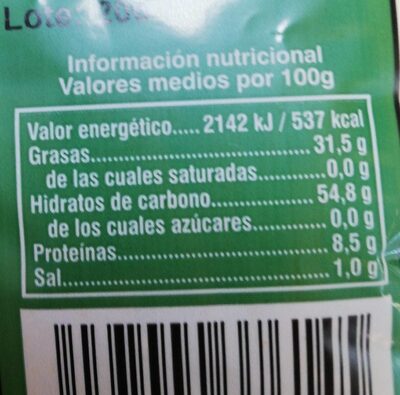 Lote:
Información nutricional
Valores medios por 100g
Valor energético..... 2142 kJ / 537 kcal
Grasas.................................... 31,5 g
de las cuales saturadas...........0,0 g
Hidratos de carbono................ 54,8 g
de los cuales azúcares............ 0,0 g
Proteínas.................................. 8,5 g
Sal............................................. 1,0 g